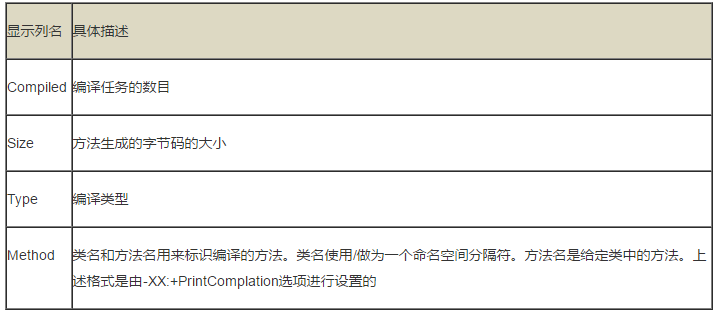 显示列名 具体描述
Compiled 编译任务的数目
Size 方法生成的字节码的大小
Type 编译类型
Method 类名和方法名用来标识编译的方法。类名使用/做为一个命名空间分隔符。方法名是给定类中的方法。上
述格式是由-XX:+PrintComplation选项进行设置的